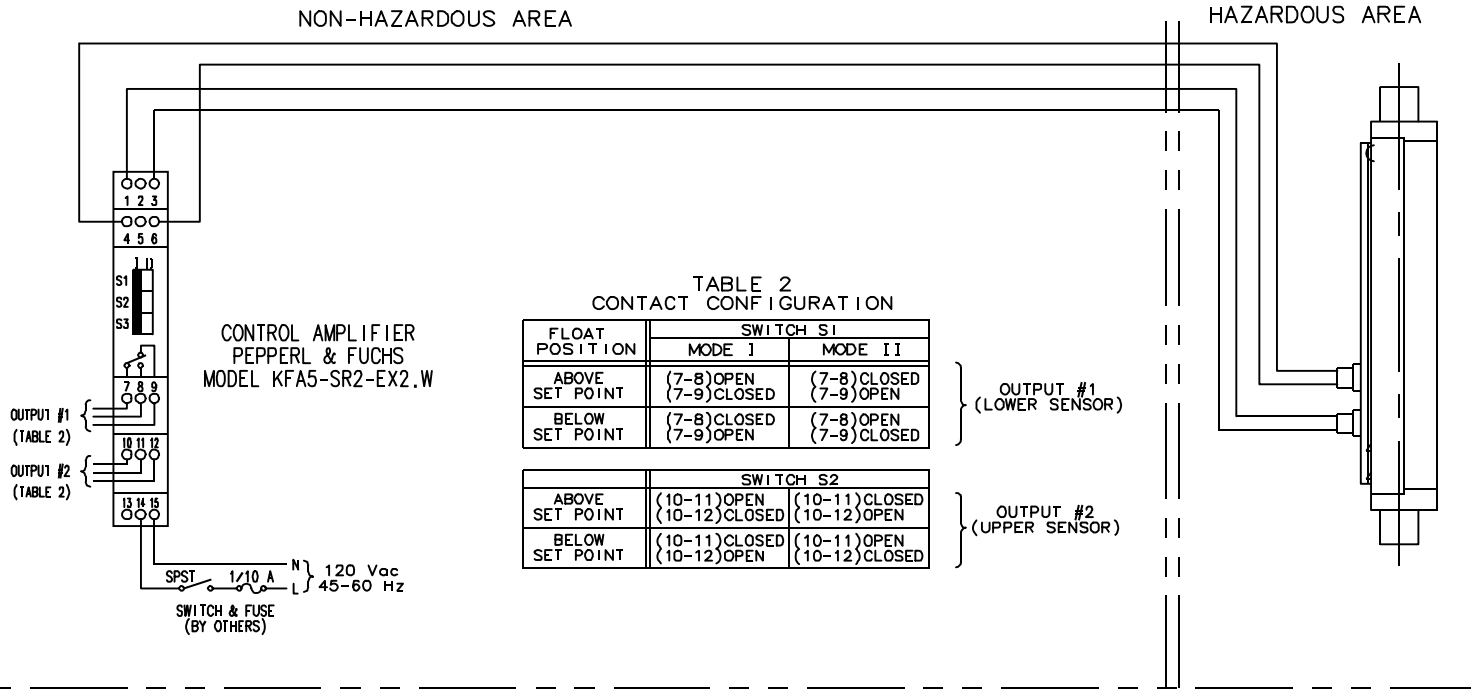 NON-HAZARDOUS AREA
HAZARDOUS AREA
1 2 3
4 5 6
I II
S1
S2
S3
CONTROL AMPLIFIER
PEPPERL & FUCHS
MODEL KFA5-SR2-EX2.W
7 8 9
OUTPUT #1
(TABLE 2)
10 11 12
OUTPUT #2
(TABLE 2)
13 14 15
SPST
1/10 A
N
L
120 Vac
45-60 Hz
SWITCH & FUSE
(BY OTHERS)
TABLE 2
CONTACT CONFIGURATION
FLOAT POSITION SWITCH S1
MODE I MODE II
ABOVE SET POINT
(7-8)OPEN (7-8)CLOSED
(7-9)CLOSED (7-9)OPEN
BELOW SET POINT
(7-8)CLOSED (7-8)OPEN
(7-9)OPEN (7-9)CLOSED
OUTPUT #1
(LOWER SENSOR)
SWITCH S2
ABOVE SET POINT
(10-11)OPEN (10-11)CLOSED
(10-12)CLOSED (10-12)OPEN
BELOW SET POINT
(10-11)CLOSED (10-11)OPEN
(10-12)OPEN (10-12)CLOSED
OUTPUT #2
(UPPER SENSOR)